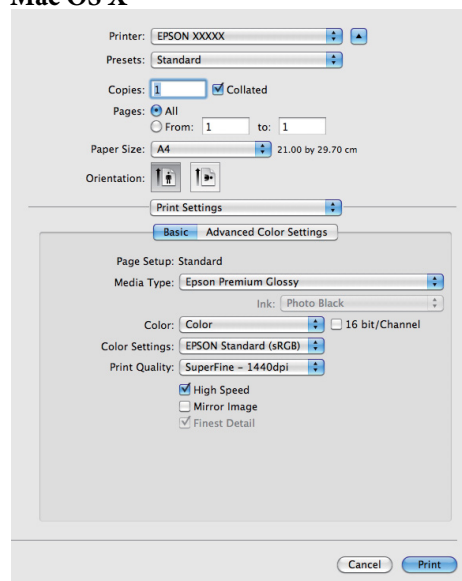 Mac OS X
Printer: EPSON XXXXX
Presets: Standard
Copies: 1 Collated
Pages: All
From: 1 to: 1
Paper Size: A4 21.00 by 29.70 cm
Orientation:
Print Settings
Basic Advanced Color Settings
Page Setup: Standard
Media Type: Epson Premium Glossy
Ink: Photo Black
Color: Color 16 bit/Channel
Color Settings: EPSON Standard (sRGB)
Print Quality: SuperFine – 1440dpi
High Speed
Mirror Image
Finest Detail
Cancel Print